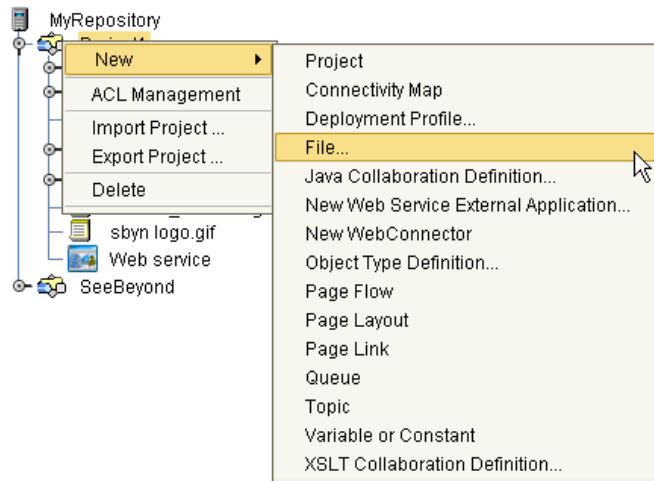 MyRepository
New
ACL Management
Import Project ...
Export Project ...
Delete
sbyn logo.gif
Web service
SeeBeyond
Project
Connectivity Map
Deployment Profile...
File...
Java Collaboration Definition...
New Web Service External Application...
New WebConnector
Object Type Definition...
Page Flow
Page Layout
Page Link
Queue
Topic
Variable or Constant
XSLT Collaboration Definition...